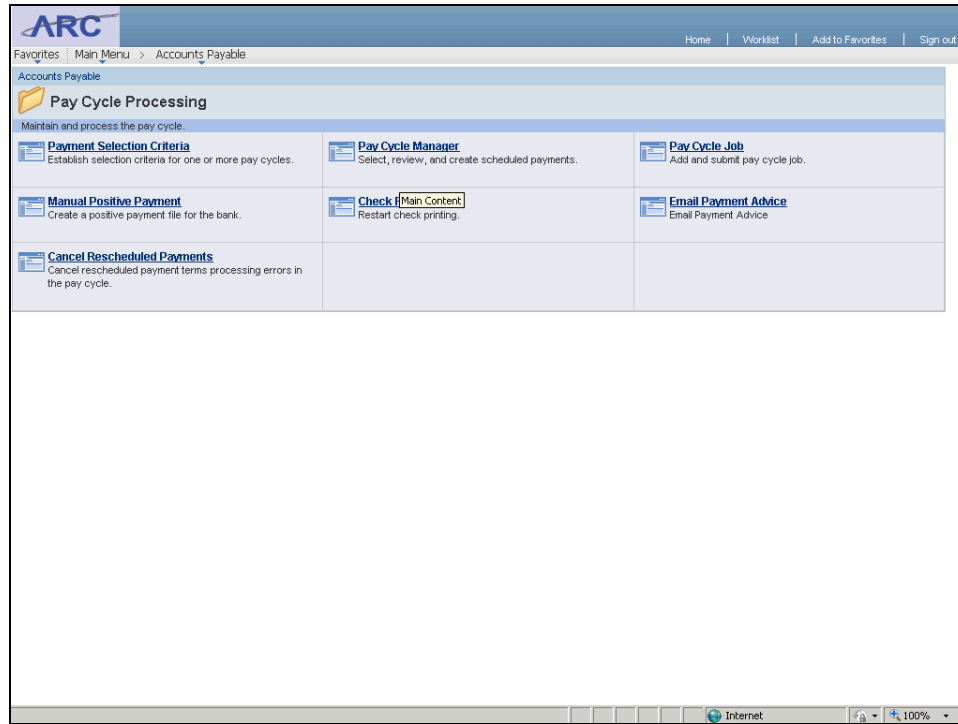 ARC
Home | Worklist | Add to Favorites | Sign out
Favorites Main Menu > Accounts Payable
Accounts Payable
Pay Cycle Processing
Maintain and process the pay cycle.
Payment Selection Criteria
Establish selection criteria for one or more pay cycles.
Pay Cycle Manager
Select, review, and create scheduled payments.
Pay Cycle Job
Add and submit pay cycle job.
Manual Positive Payment
Create a positive payment file for the bank.
Check
Main Content
Restart check printing.
Email Payment Advice
Email Payment Advice
Cancel Rescheduled Payments
Cancel rescheduled payment terms processing errors in
the pay cycle.
Internet
100%